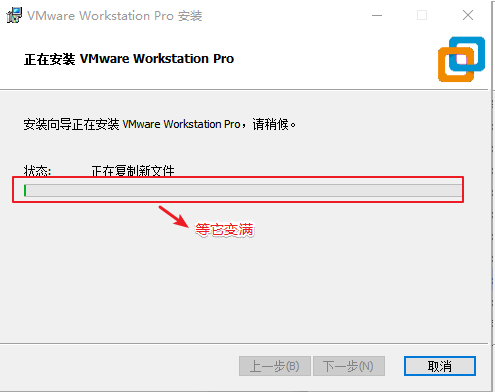 VMware Workstation Pro 安装
正在安装 VMware Workstation Pro
安装向导正在安装 VMware Workstation Pro，请稍候。
状态: 正在复制新文件
等它变满
上一步(B) 下一步(N) 取消